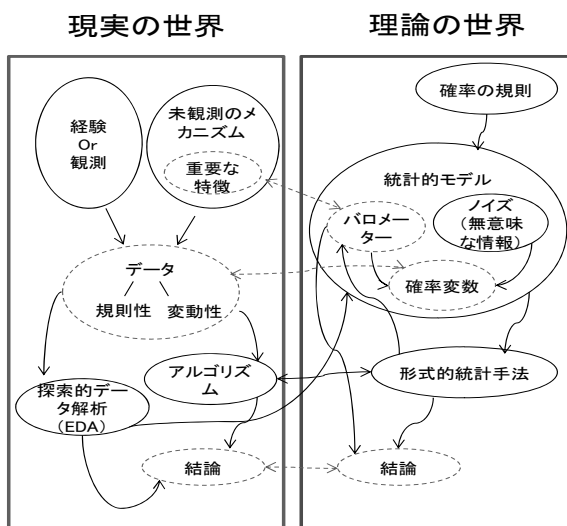 現実の世界
理論の世界
経験
Or
観測
未観測のメ
カニズム
重要な
特徴
データ
規則性
変動性
探索的デー
タ解析
（EDA）
アルゴリズ
ム
結論
確率の規則
統計的モデル
バロメー
ター
ノイズ
（無意味
な情報）
確率変数
形式的統計手法
結論